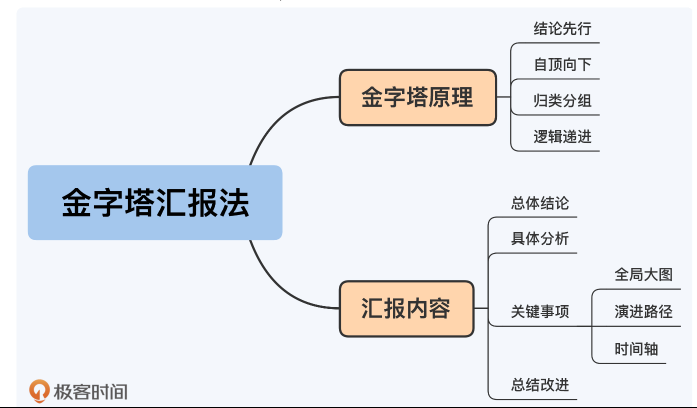 金字塔汇报法
金字塔原理
结论先行
自顶向下
归类分组
逻辑递进
汇报内容
总体结论
具体分析
关键事项
全局大图
演进路径
时间轴
总结改进
极客时间